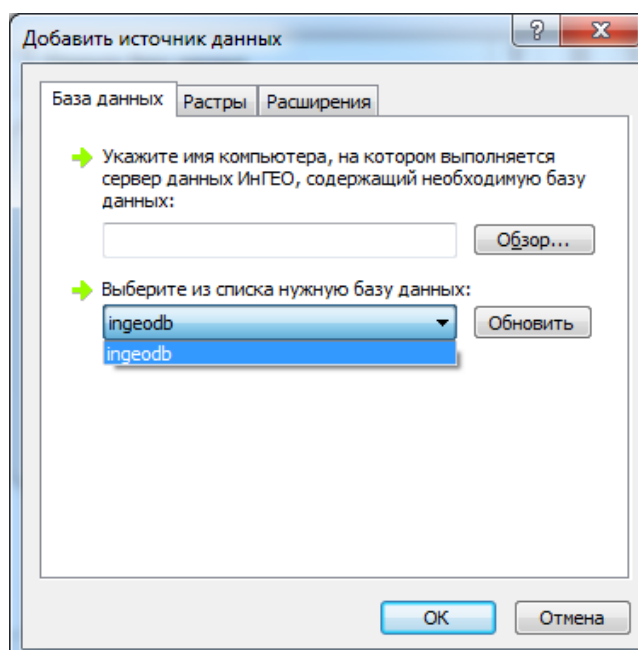 Добавить источник данных
База данных Растры Расширения
Укажите имя компьютера, на котором выполняется
сервер данных ИнГЕО, содержащий необходимую базу
данных:
Обзор...
Выберите из списка нужную базу данных:
ingeodb Обновить
ingeodb
OK Отмена